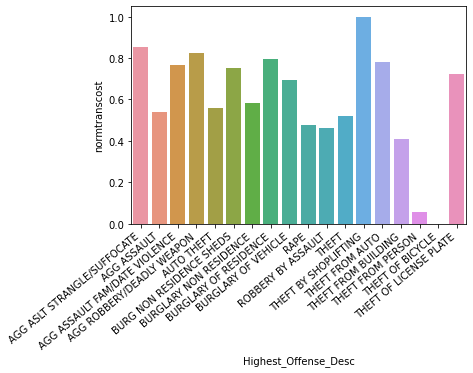 1.0
0.8
0.6
0.4
0.2
0.0
normtranscost
AGG ASLT STRANGLE/SUFFOCATE
AGG ASSAULT
AGG ASSAULT FAM/DATE VIOLENCE
AGG ROBBERY/DEADLY WEAPON
AUTO THEFT
BURG NON RESIDENCE SHEDS
BURGLARY NON RESIDENCE
BURGLARY OF RESIDENCE
BURGLARY OF VEHICLE
RAPE
ROBBERY BY ASSAULT
THEFT
THEFT BY SHOPLIFTING
THEFT FROM AUTO
THEFT FROM BUILDING
THEFT FROM PERSON
THEFT OF BICYCLE
THEFT OF LICENSE PLATE
Highest_Offense_Desc